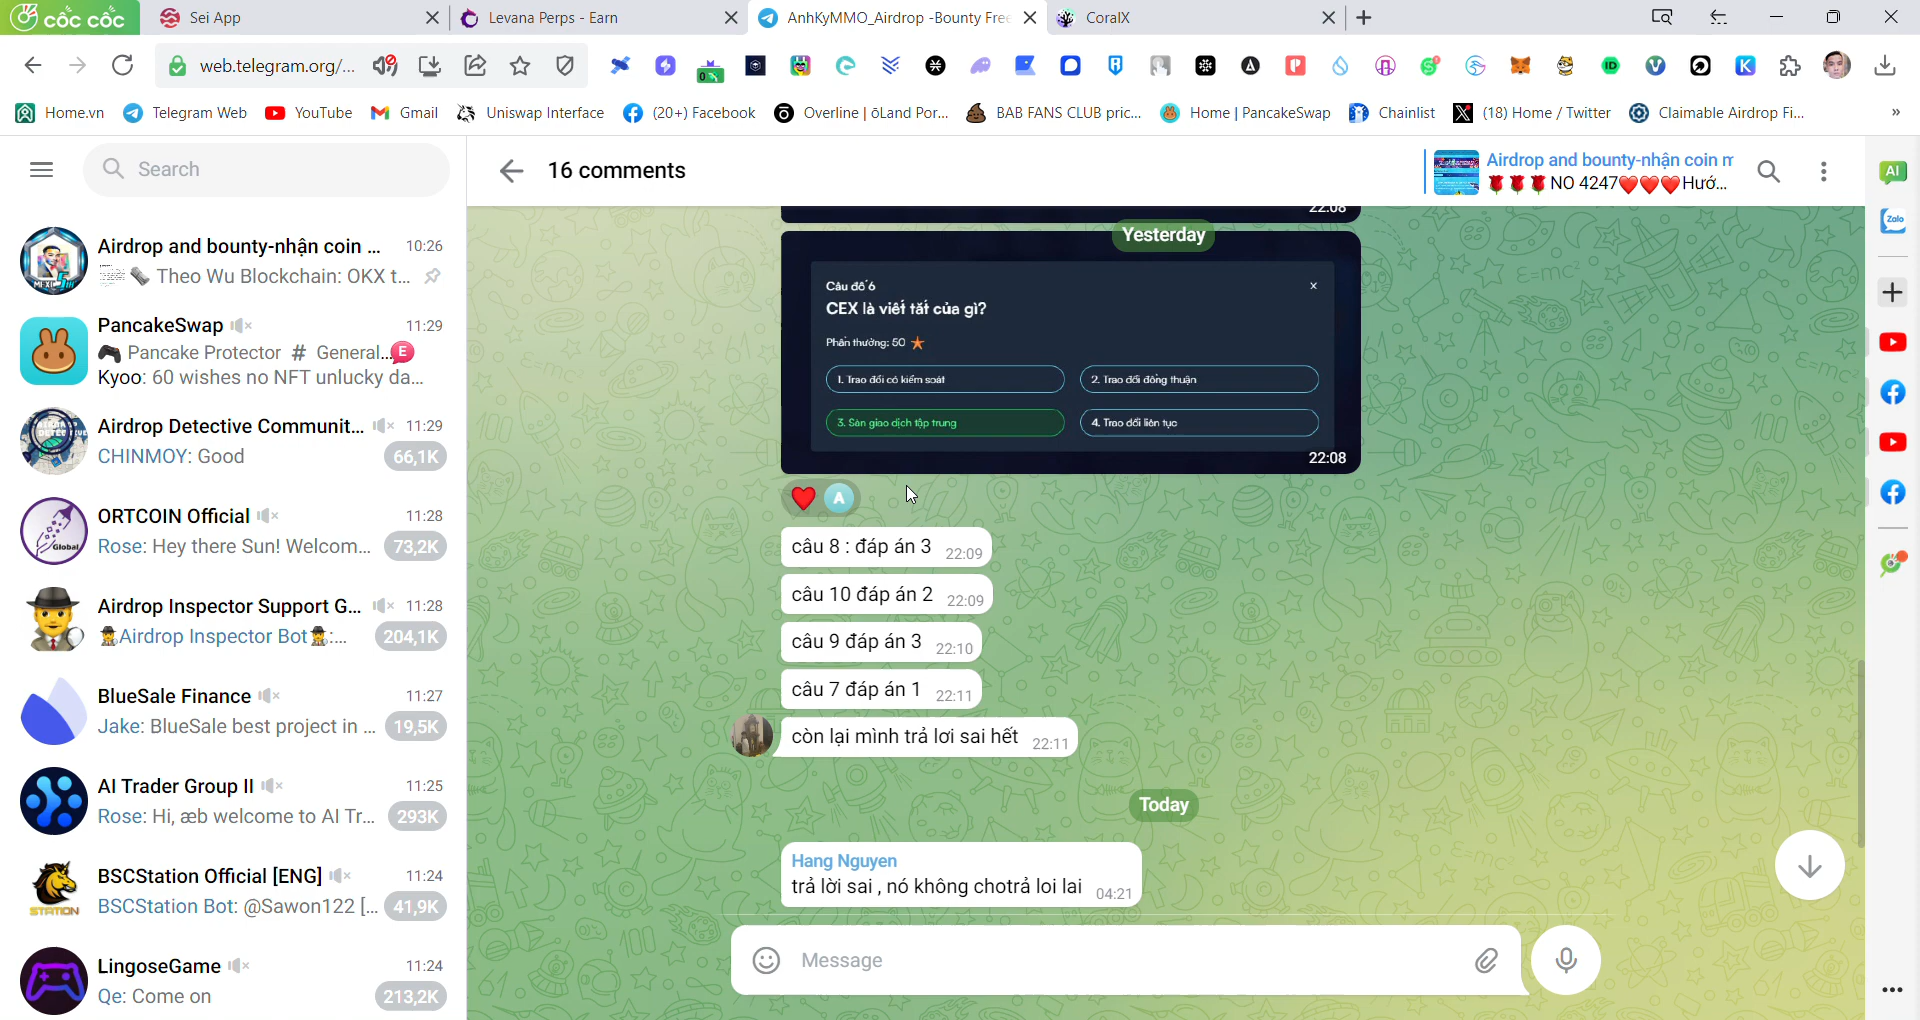 cốc cốc
Sei App
Levana Perps - Earn
AnhKyMMO_Airdrop -Bounty Free
CoralX
web.telegram.org/...
Home.vn
Telegram Web
YouTube
Gmail
Uniswap Interface
(20+) Facebook
Overline | ōLand Por...
BAB FANS CLUB pric...
Home | PancakeSwap
Chainlist
(18) Home / Twitter
Claimable Airdrop Fi...
»
Search
16 comments
Airdrop and bounty-nhận coin m
NO 4247 Hướ...
Airdrop and bounty-nhận coin ...
10:26
Theo Wu Blockchain: OKX t...
PancakeSwap
11:29
Pancake Protector # General...
E
Kyoo: 60 wishes no NFT unlucky da...
Airdrop Detective Communit...
11:29
CHINMOY: Good
66,1K
ORTCOIN Official
11:28
Rose: Hey there Sun! Welcom...
73,2K
Global
Airdrop Inspector Support G...
11:28
Airdrop Inspector Bot :...
204,1K
BlueSale Finance
11:27
Jake: BlueSale best project in ...
19,5K
AI Trader Group II
11:25
Rose: Hi, æb welcome to AI Tr...
293K
BSCStation Official [ENG]
11:24
BSCStation Bot: @Sawon122 [...
41,9K
STATION
LingoseGame
11:24
Qe: Come on
213,2K
22:08
Yesterday
Câu đố 6
x
CEX là viết tắt của gì?
Phần thưởng: 50
1. Trao đổi có kiểm soát
2. Trao đổi đồng thuận
3. Sàn giao dịch tập trung
4. Trao đổi liên tục
22:08
A
câu 8 : đáp án 3 22:09
câu 10 đáp án 2 22:09
câu 9 đáp án 3 22:10
câu 7 đáp án 1 22:11
còn lại mình trả lơi sai hết 22:11
Today
Hang Nguyen
trả lời sai , nó không chotrả loi lai 04:21
Message
AI
Zalo